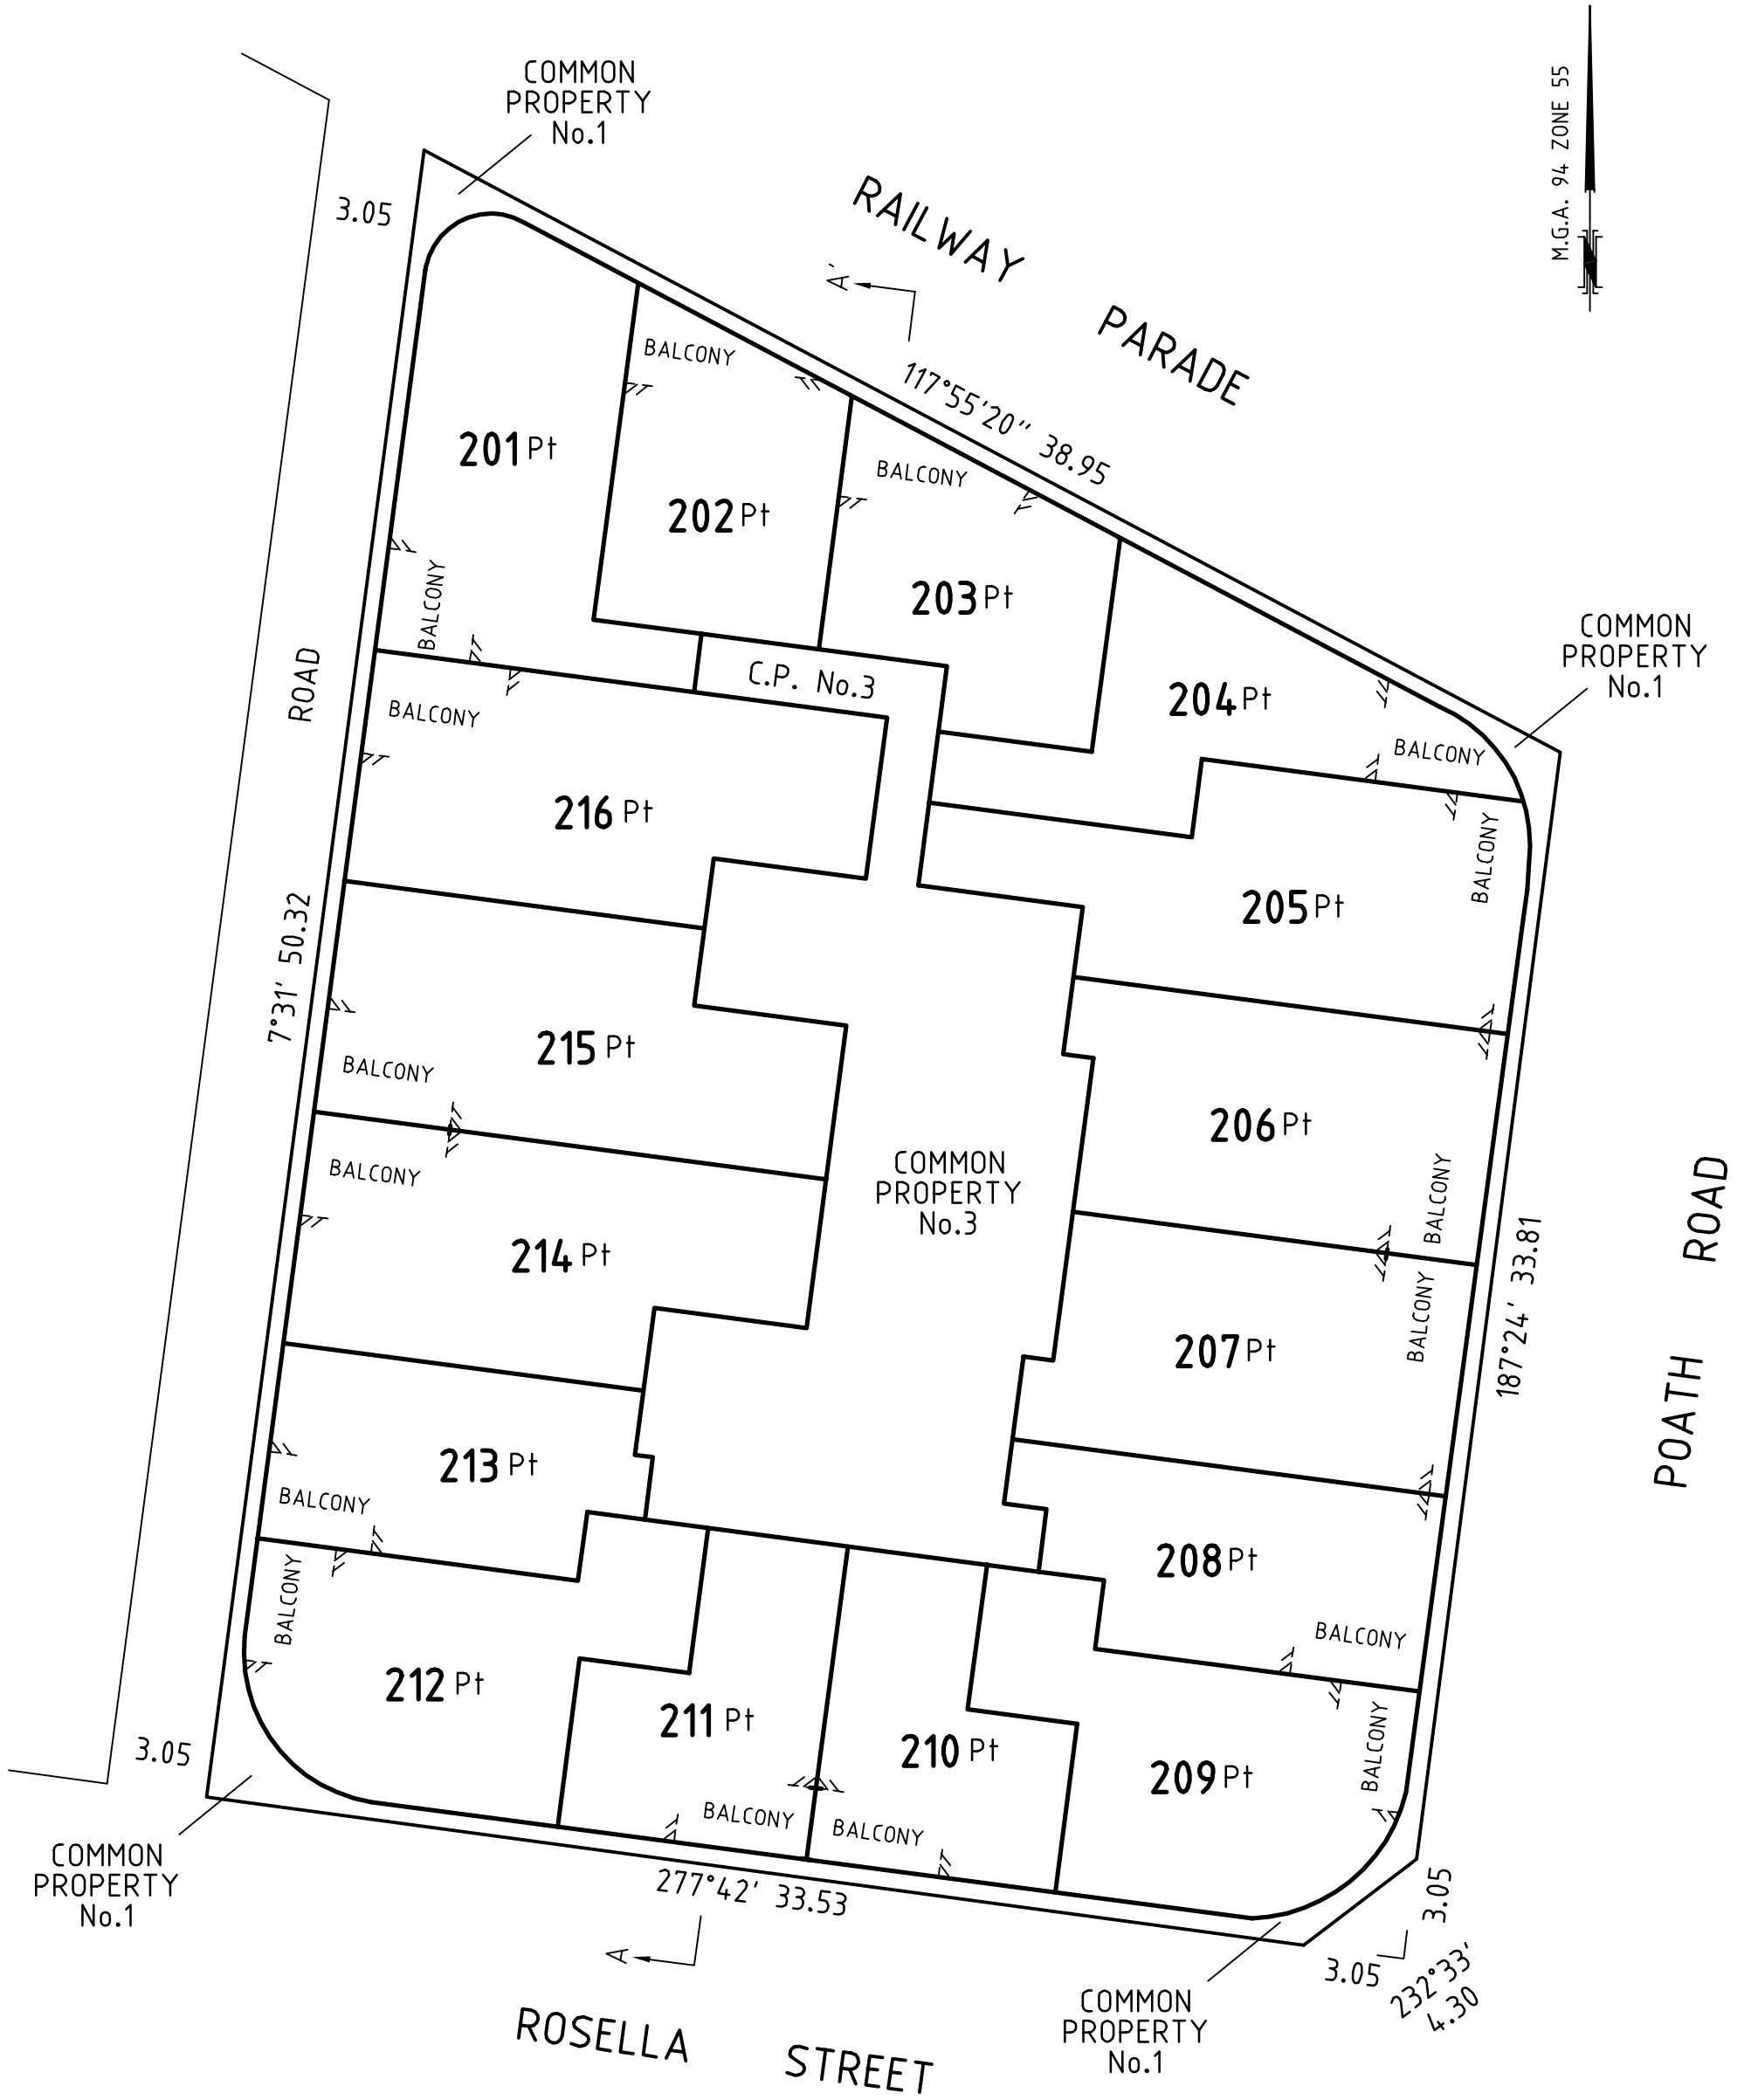 COMMON
PROPERTY
No.1
M.G.A. 94 ZONE 55
N
3.05
RAILWAY PARADE
A'
117°55'20" 38.95
BALCONY
201 Pt
BALCONY
202 Pt
203 Pt
BALCONY
COMMON
PROPERTY
No.1
ROAD
C.P. No.3
204 Pt
BALCONY
BALCONY
216 Pt
BALCONY
205 Pt
7°31' 50.32
215 Pt
BALCONY
206 Pt
BALCONY
COMMON
PROPERTY
No.3
BALCONY
214 Pt
187°24' 33.81
POATH ROAD
BALCONY
207 Pt
213 Pt
BALCONY
208 Pt
BALCONY
BALCONY
212 Pt
211 Pt
210 Pt
209 Pt
BALCONY
3.05
BALCONY
BALCONY
COMMON
PROPERTY
No.1
277°42' 33.53
3.05
A
3.05
232°33'
4.30
COMMON
PROPERTY
No.1
ROSELLA STREET